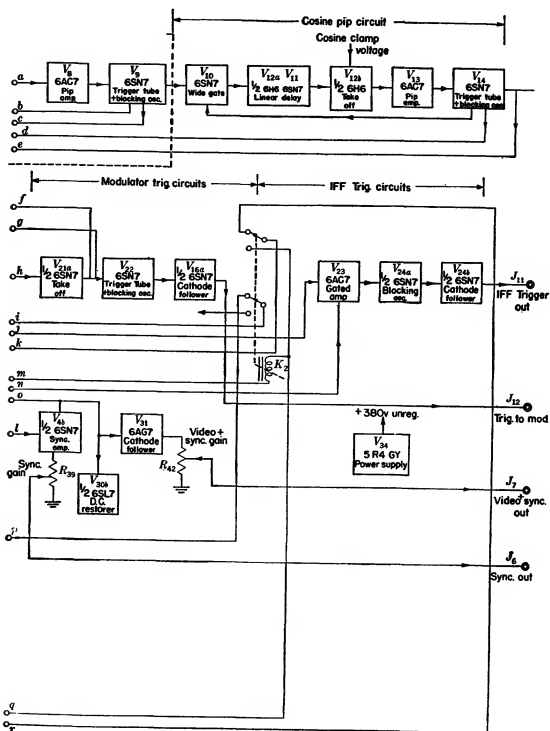 Cosine pip circuit
Cosine clamp
voltage
a
V8
6AC7
Pip
amp
V9
6SN7
Trigger tube
+blocking osc.
V10
6SN7
Wide gate
V12a V11
1/2 6H6 6SN7
Linear delay
V12b
1/2 6H6
Take
off
V13
6AC7
Pip
amp.
V14
6SN7
Trigger tube
+blocking osc.
b
c
d
e
Modulator trig. circuits
IFF Trig. circuits
f
g
h
V21a
1/2 6SN7
Take
off
V22
6SN7
Trigger Tube
+blocking osc.
V16a
1/2 6SN7
Cathode
follower
V23
6AC7
Gated
amp
V24a
1/2 6SN7
Blocking
osc.
V24b
1/2 6SN7
Cathode
follower
J11
IFF Trigger
out
i
j
k
m
n
o
K2
J12
Trig. to mod
l
V4b
1/2 6SN7
Sync.
amp.
V31
6AG7
Cathode
follower
Video+
sync. gain
R42
+380v unreg.
V34
5 R4 GY
Power supply
Sync.
gain
R39
V30b
1/2 6SL7
D.C.
restorer
J7
Video+sync.
out
p
J6
Sync. out
q
r